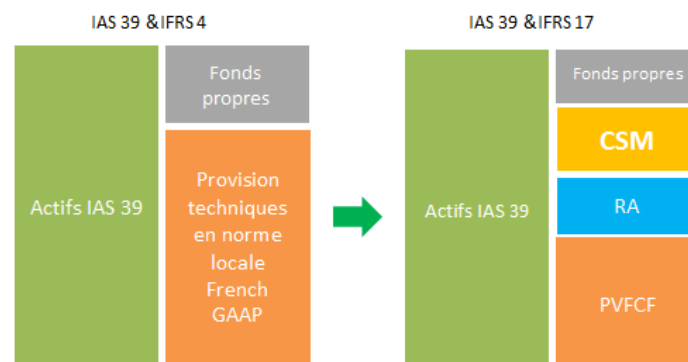 IAS 39 &IFRS 4
Fonds
propres
Actifs IAS 39
Provision
techniques
en norme
locale
French
GAAP
IAS 39 &IFRS 17
Fonds propres
CSM
Actifs IAS 39
RA
PVFCF